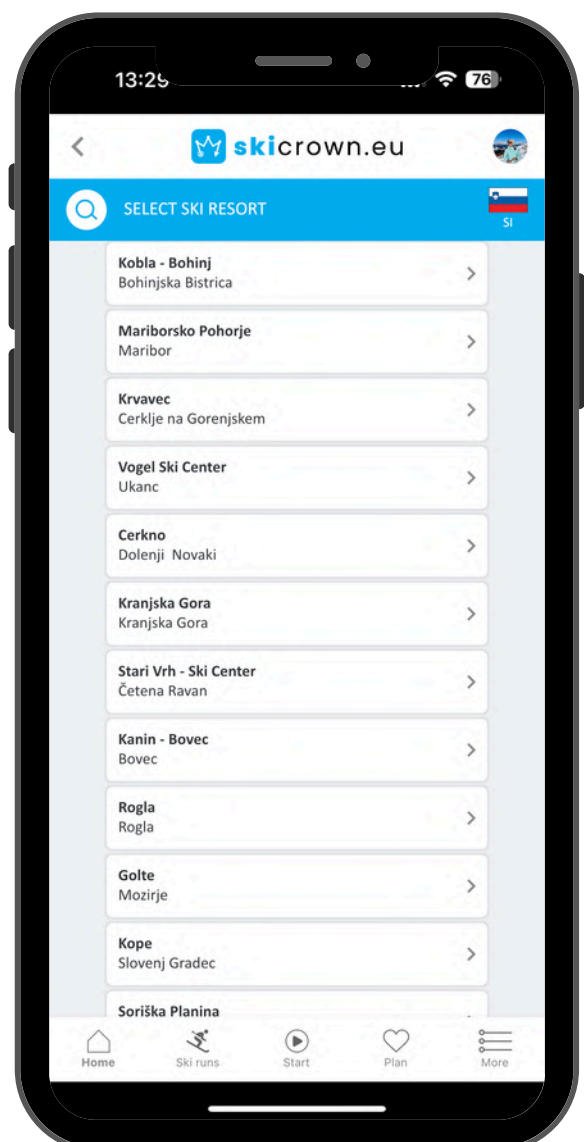 13:29
76
skicrown.eu
SELECT SKI RESORT
SI
Kobla - Bohinj
Bohinjska Bistrica
Mariborsko Pohorje
Maribor
Krvavec
Cerklje na Gorenjskem
Vogel Ski Center
Ukanc
Cerkno
Dolenji Novaki
Kranjska Gora
Kranjska Gora
Stari Vrh - Ski Center
Četena Ravan
Kanin - Bovec
Bovec
Rogla
Rogla
Golte
Mozirje
Kope
Slovenj Gradec
Soriška Planina
Home Ski runs Start Plan More